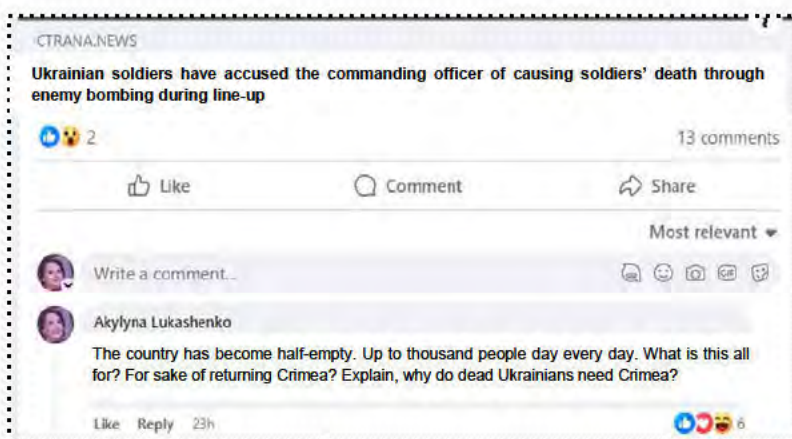 CTRANA.NEWS
Ukrainian soldiers have accused the commanding officer of causing soldiers' death through
enemy bombing during line-up
2
13 comments
Like
Comment
Share
Most relevant
Write a comment...
GIF
Akylyna Lukashenko
The country has become half-empty. Up to thousand people day every day. What is this all
for? For sake of returning Crimea? Explain, why do dead Ukrainians need Crimea?
Like Reply 23h
6